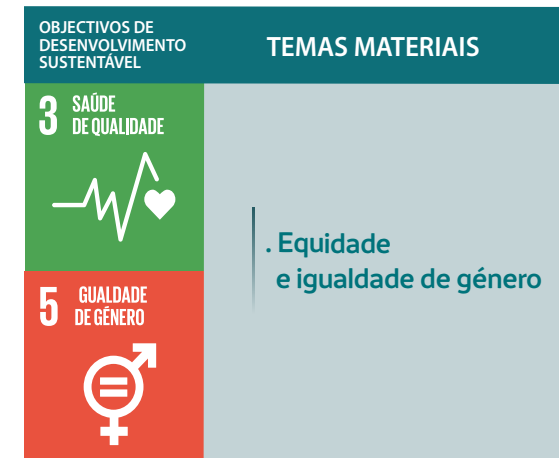 OBJECTIVOS DE
DESENVOLVIMENTO
SUSTENTÁVEL
TEMAS MATERIAIS
3 SAÚDE
DE QUALIDADE
5 GUALDADE
DE GÉNERO
. Equidade
e igualdade de género